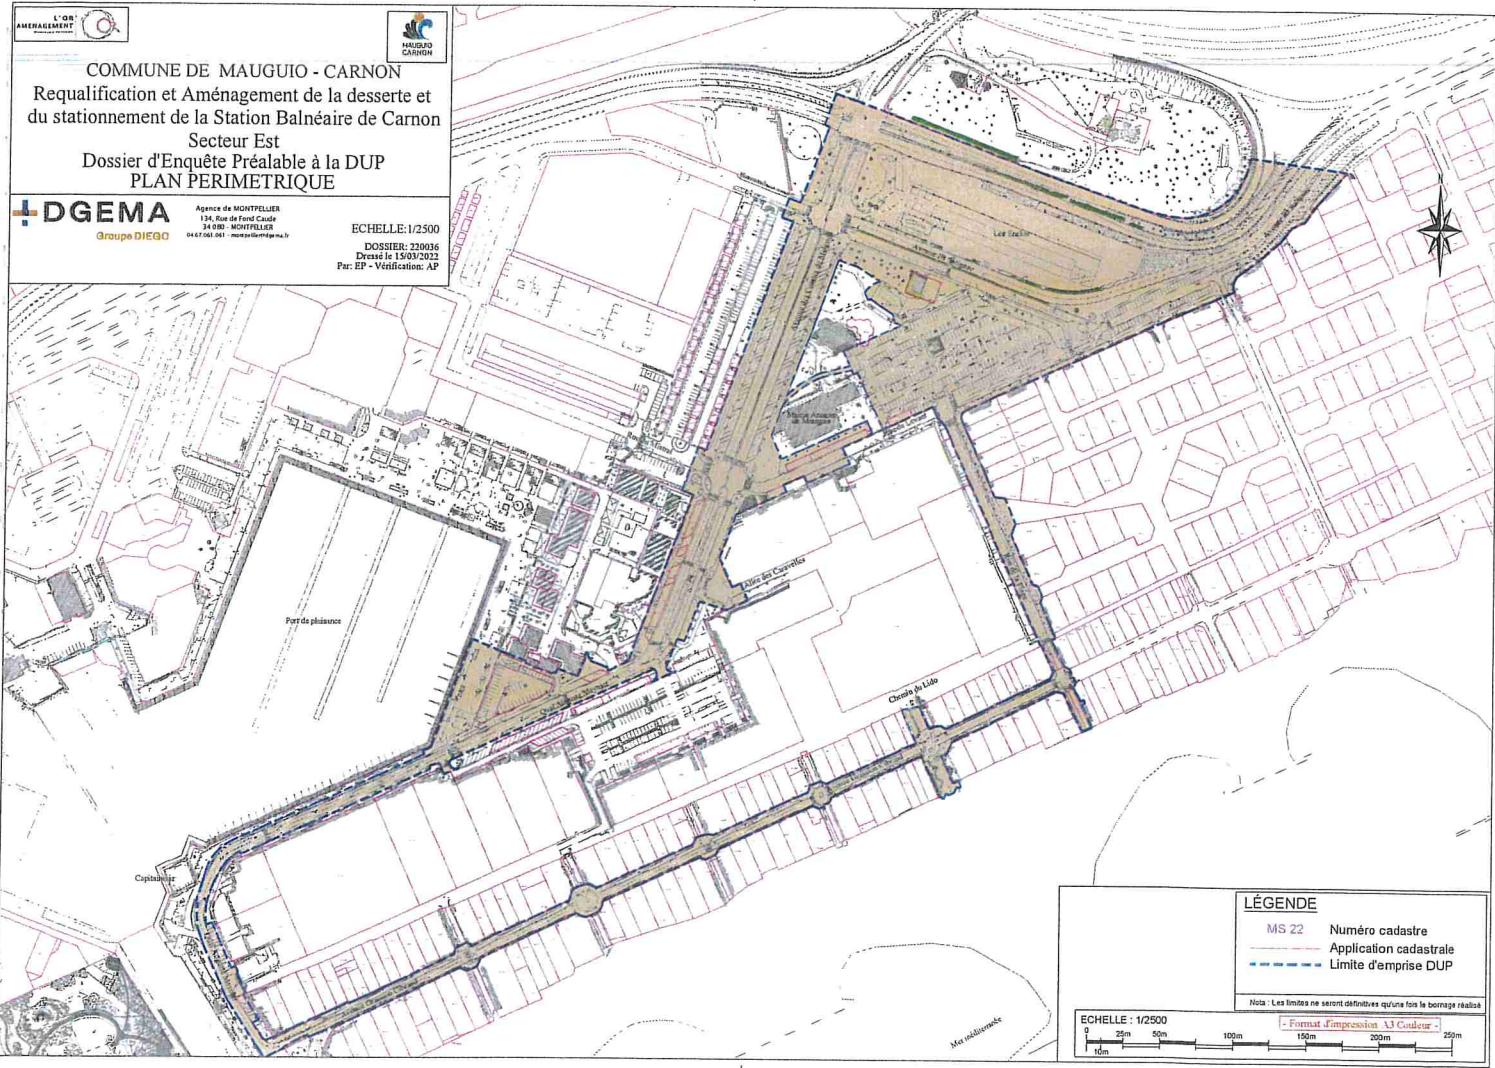 L'OR
AMENAGEMENT
MAUGUIO
CARNON
COMMUNE DE MAUGUIO - CARNON
Requalification et Aménagement de la desserte et
du stationnement de la Station Balnéaire de Carnon
Secteur Est
Dossier d'Enquête Préalable à la DUP
PLAN PERIMETRIQUE
DGEMA
Groupe DIEGO
Agence de MONTPELLIER
134, Rue de Fond Caude
34 080 - MONTPELLIER
ECHELLE:1/2500
DOSSIER: 220036
Dressé le 15/03/2022
Par: EP - Vérification: AP
Port de plaisance
Allée des Caravelles
Chemin du Lido
Capitainerie
LÉGENDE
MS 22 Numéro cadastre
Application cadastrale
Limite d'emprise DUP
Nota : Les limites ne seront définitives qu'une fois le bornage réalisé
ECHELLE : 1/2500
- Format d'impression A3 Couleur -
0 25m 50m 100m 150m 200m 250m
10m